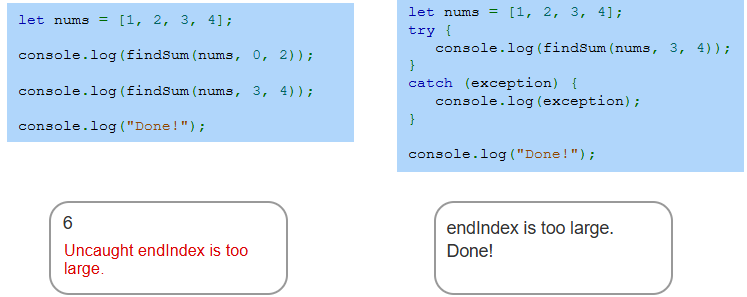 let nums = [1, 2, 3, 4];
console.log(findSum(nums, 0, 2));
console.log(findSum(nums, 3, 4));
console.log("Done!");
let nums = [1, 2, 3, 4];
try {
console.log(findSum(nums, 3, 4));
}
catch (exception) {
console.log(exception);
}
console.log("Done!");
6
Uncaught endIndex is too
large.
endIndex is too large.
Done!